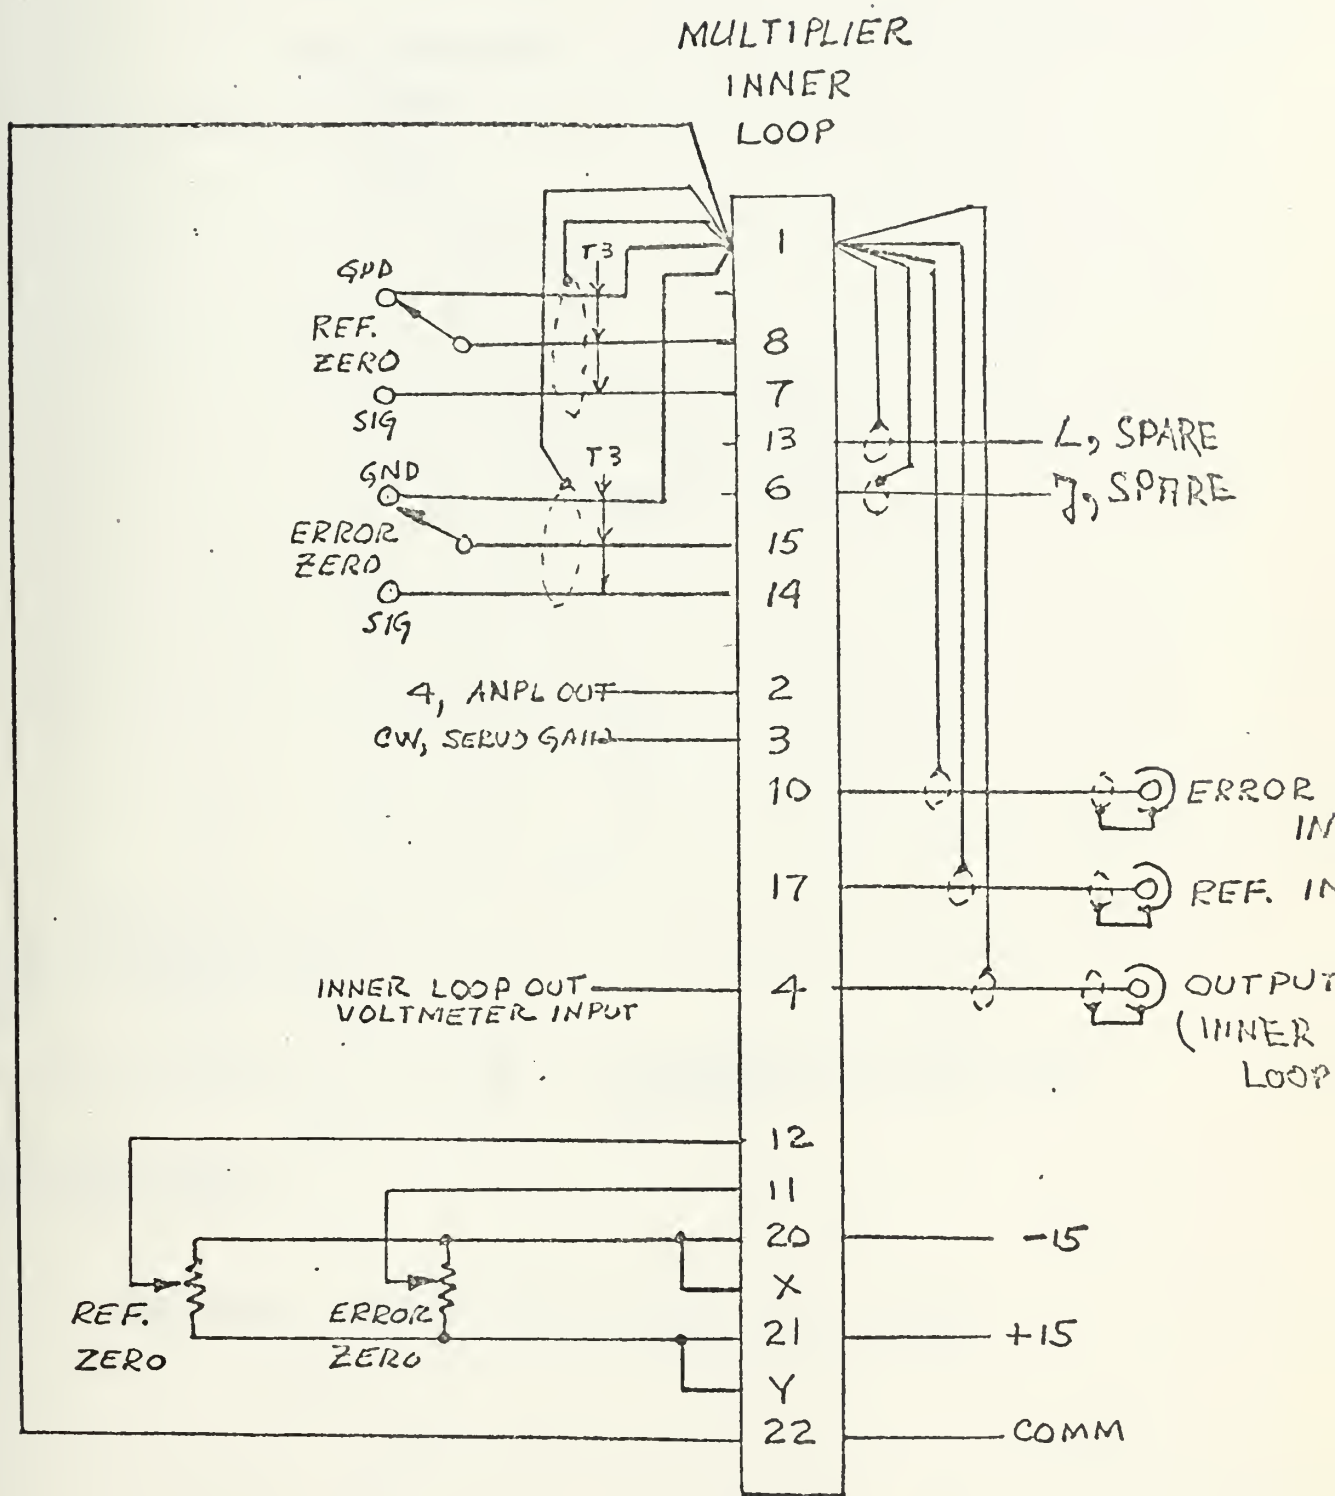 MULTIPLIER
INNER
LOOP
1
T3
GND
REF.
ZERO
8
7
SIG
13
L, SPARE
T3
GND
6
J, SPARE
ERROR
ZERO
15
14
SIG
4, AMPL OUT
2
CW, SERVO GAIN
3
10
ERROR
IN
17
REF. IN
INNER LOOP OUT
VOLTMETER INPUT
4
OUTPUT
(INNER
LOOP
12
11
20
-15
X
REF.
ZERO
ERROR
ZERO
21
+15
Y
22
COMM